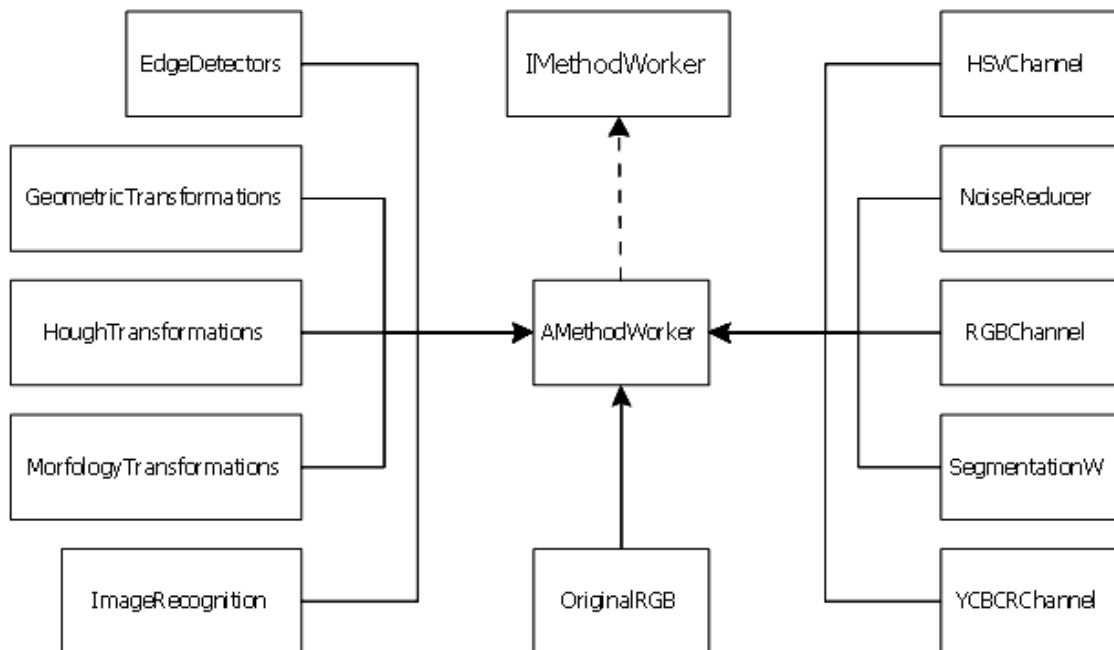 EdgeDetectors
IMethodWorker
HSVChannel
GeometricTransformations
NoiseReducer
HoughTransformations
AMethodWorker
RGBChannel
MorfologyTransformations
SegmentationW
ImageRecognition
OriginalRGB
YCBCRChannel